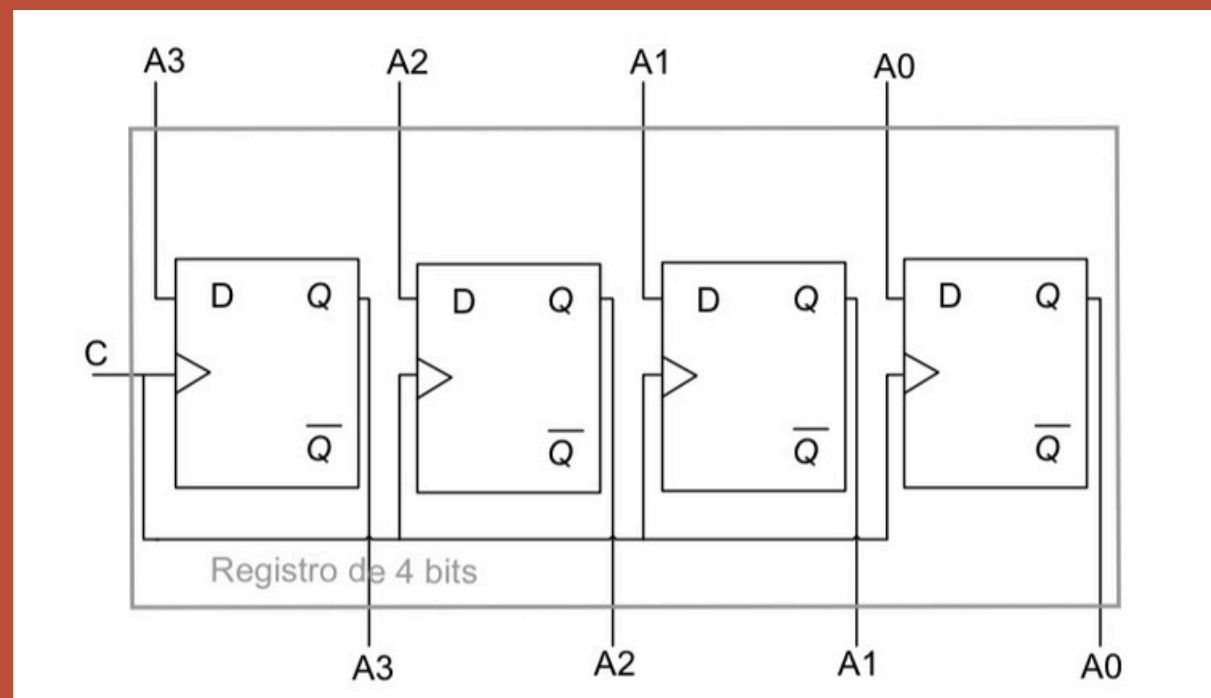 A3 A2 A1 A0
D Q D Q D Q D Q
C
Q̅ Q̅ Q̅ Q̅
Registro de 4 bits
A3 A2 A1 A0